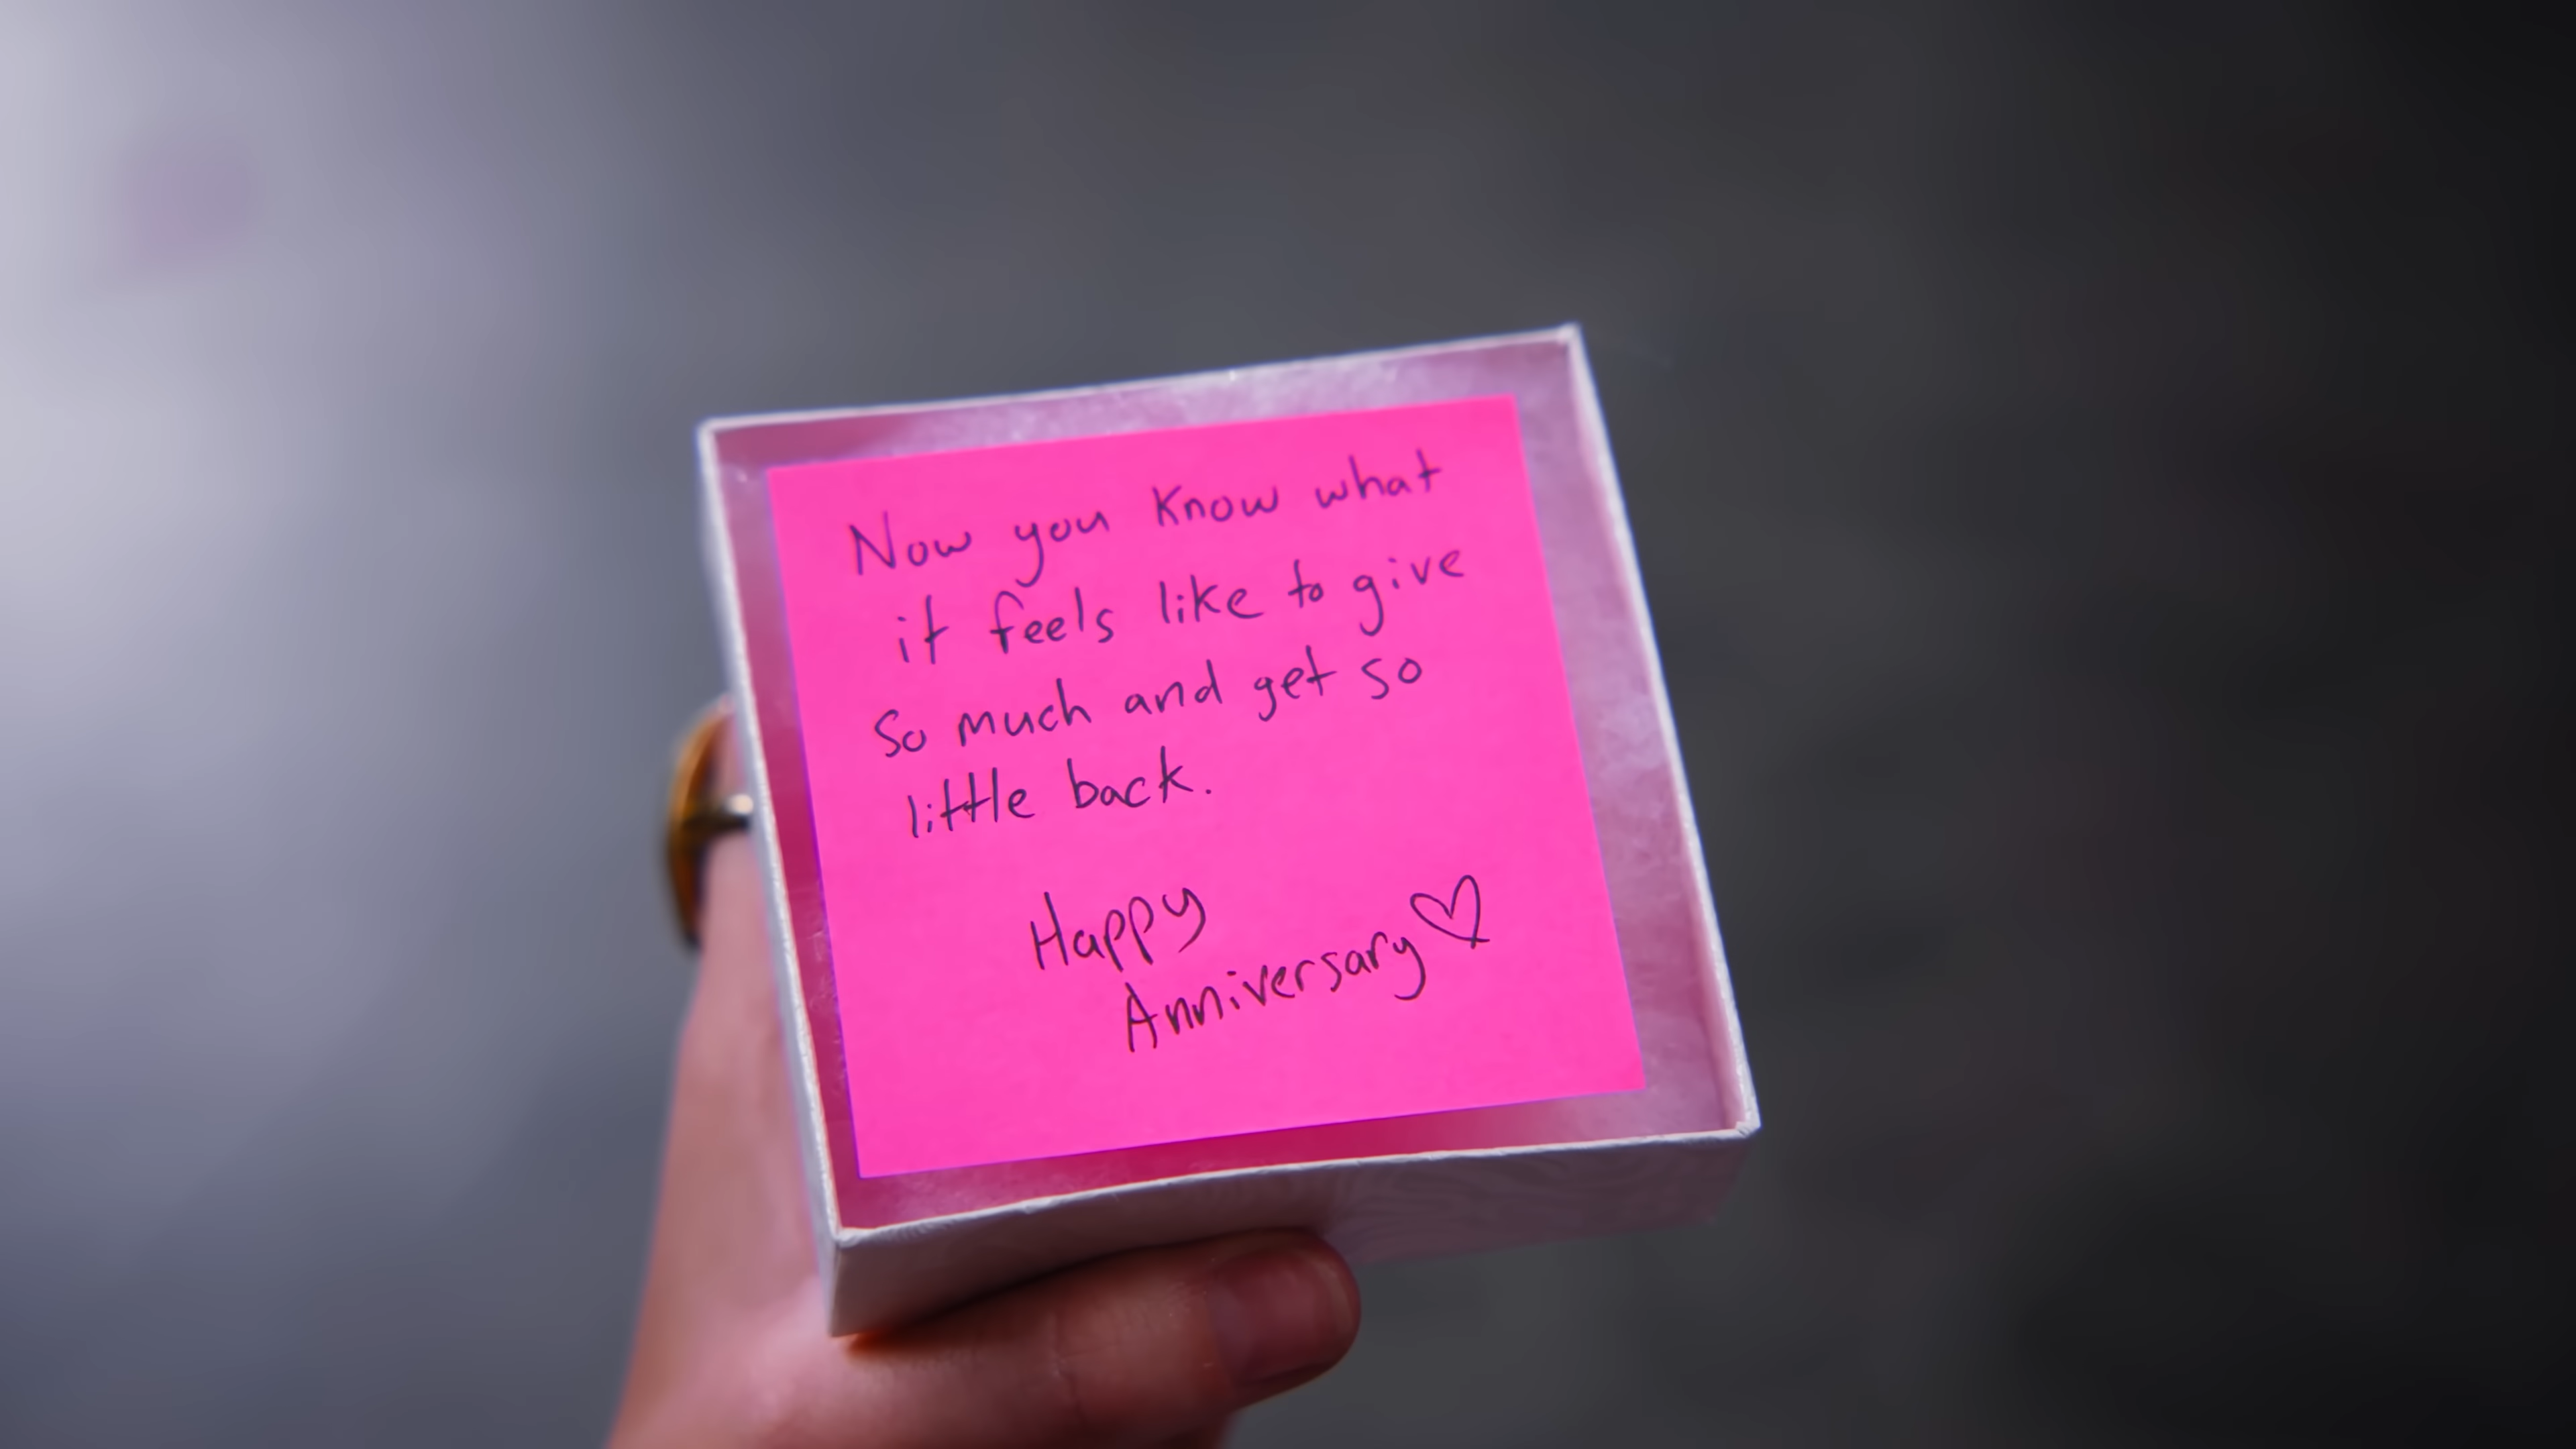 Now you know what
it feels like to give
so much and get so
little back.
Happy
Anniversary♡